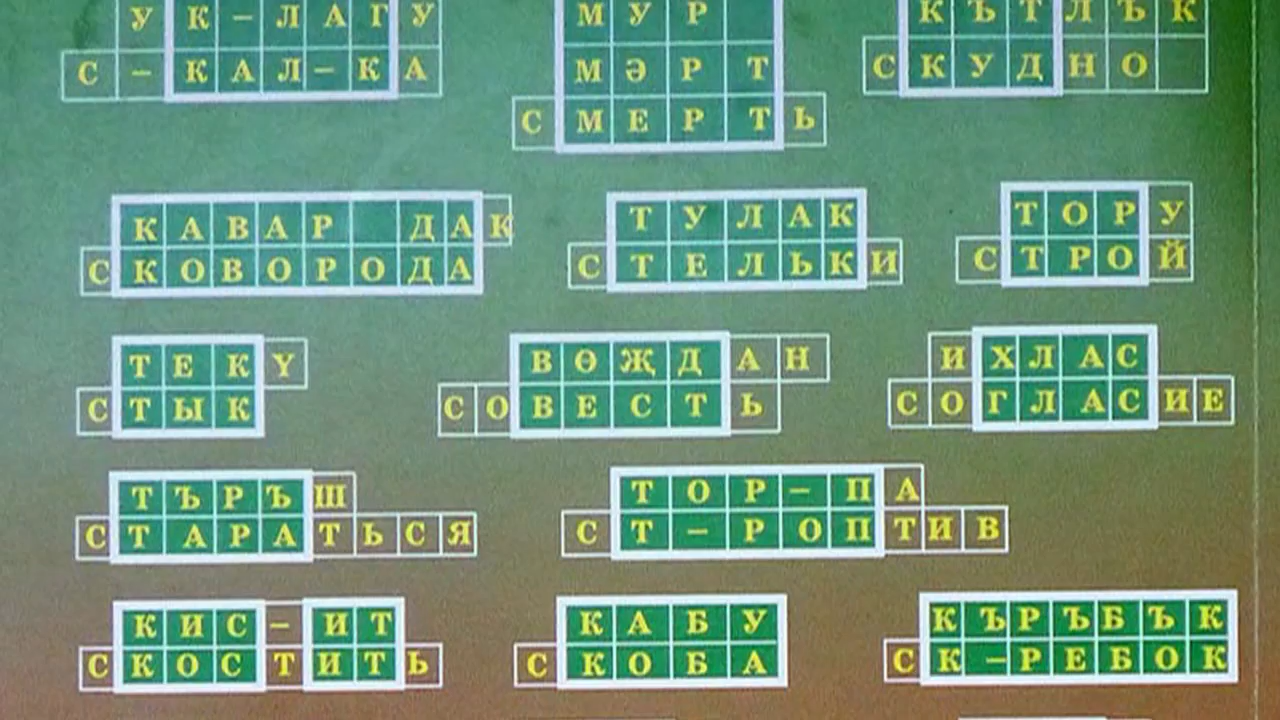 УК–ЛАГУ
С–КАЛ–КА
МУР
МӘРТ
СМЕРТЬ
КЪТЛЪК
СКУДНО
КАВАР ДАК
СКОВОРОДА
ТУЛАК
СТЕЛЬКИ
ТОРУ
СТРОЙ
ТЕКҮ
СТЫК
ВӨЖДАН
СОВЕСТЬ
ИХЛАС
СОГЛАСИЕ
ТЪРЪШ
СТАРАТЬСЯ
ТОР–ПА
СТ–РОПТИВ
КИС–ИТ
СКОСТИТЬ
КАБУ
СКОБА
КЪРЪБЪК
СК–РЕБОК